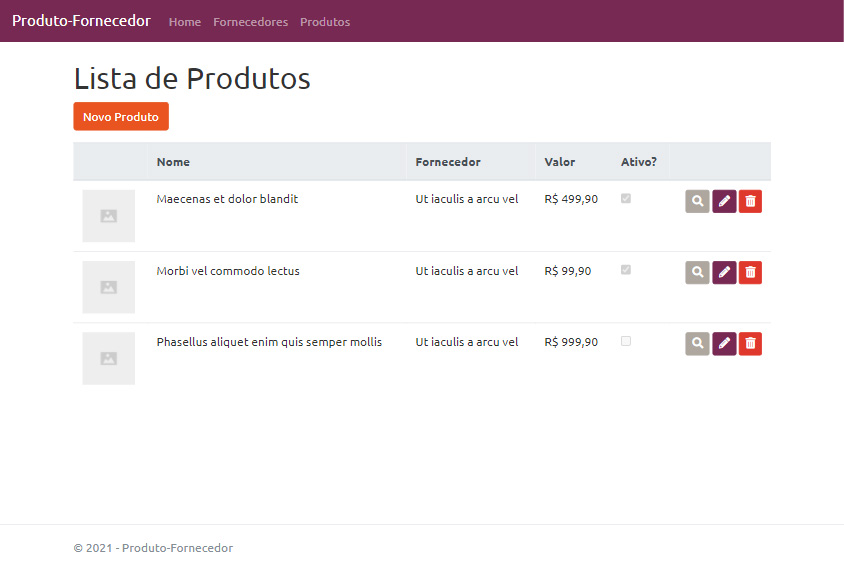 Produto-Fornecedor Home Fornecedores Produtos
Lista de Produtos
Novo Produto
Nome Fornecedor Valor Ativo?
Maecenas et dolor blandit Ut iaculis a arcu vel R$ 499,90
Morbi vel commodo lectus Ut iaculis a arcu vel R$ 99,90
Phasellus aliquet enim quis semper mollis Ut iaculis a arcu vel R$ 999,90
© 2021 - Produto-Fornecedor